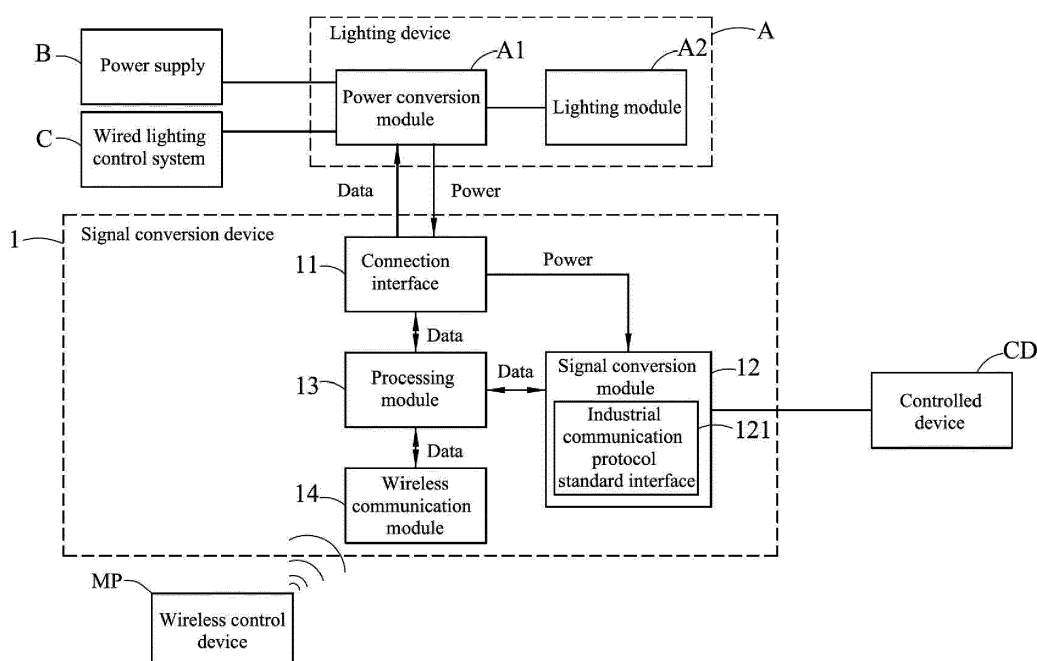 Lighting device
A
B
Power supply
A1
Power conversion
module
A2
Lighting module
C
Wired lighting
control system
Data
Power
1
Signal conversion device
11
Connection
interface
Power
Data
13
Processing
module
Data
Signal conversion
module
12
Industrial
communication
protocol
standard interface
121
CD
Controlled
device
Data
14
Wireless
communication
module
MP
Wireless control
device